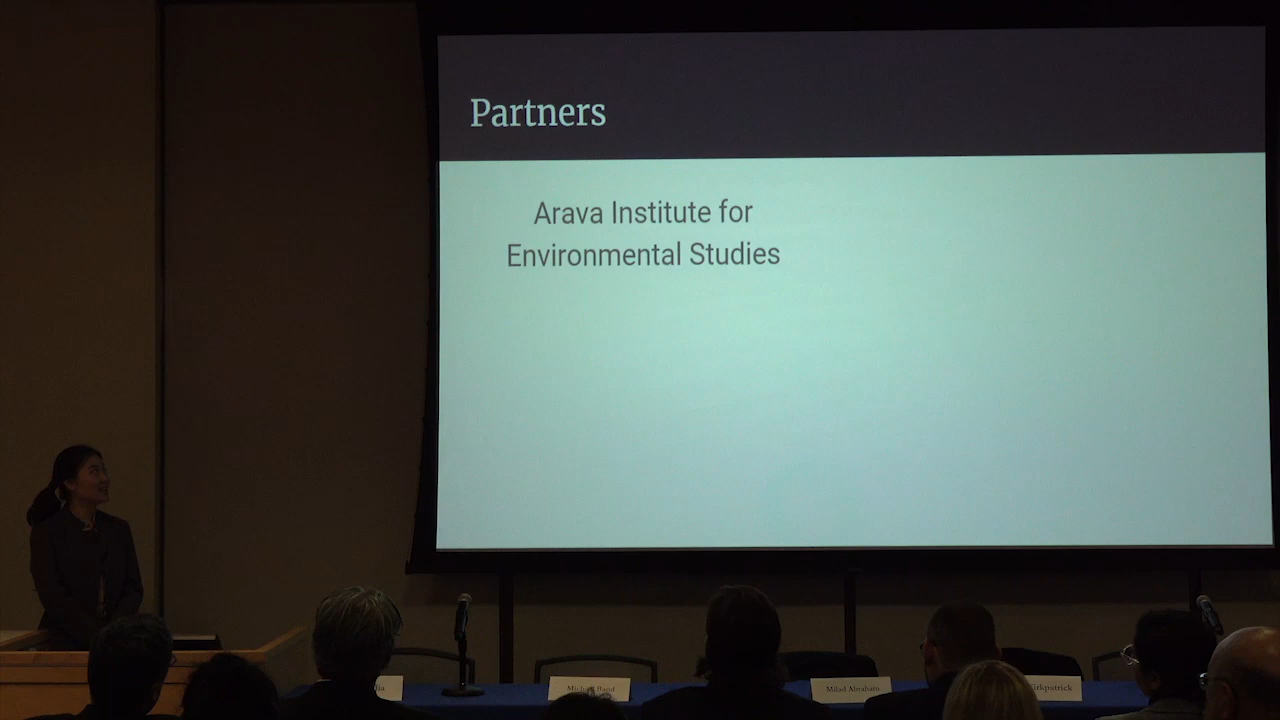 Partners
Arava Institute for
Environmental Studies
Milad Abraham